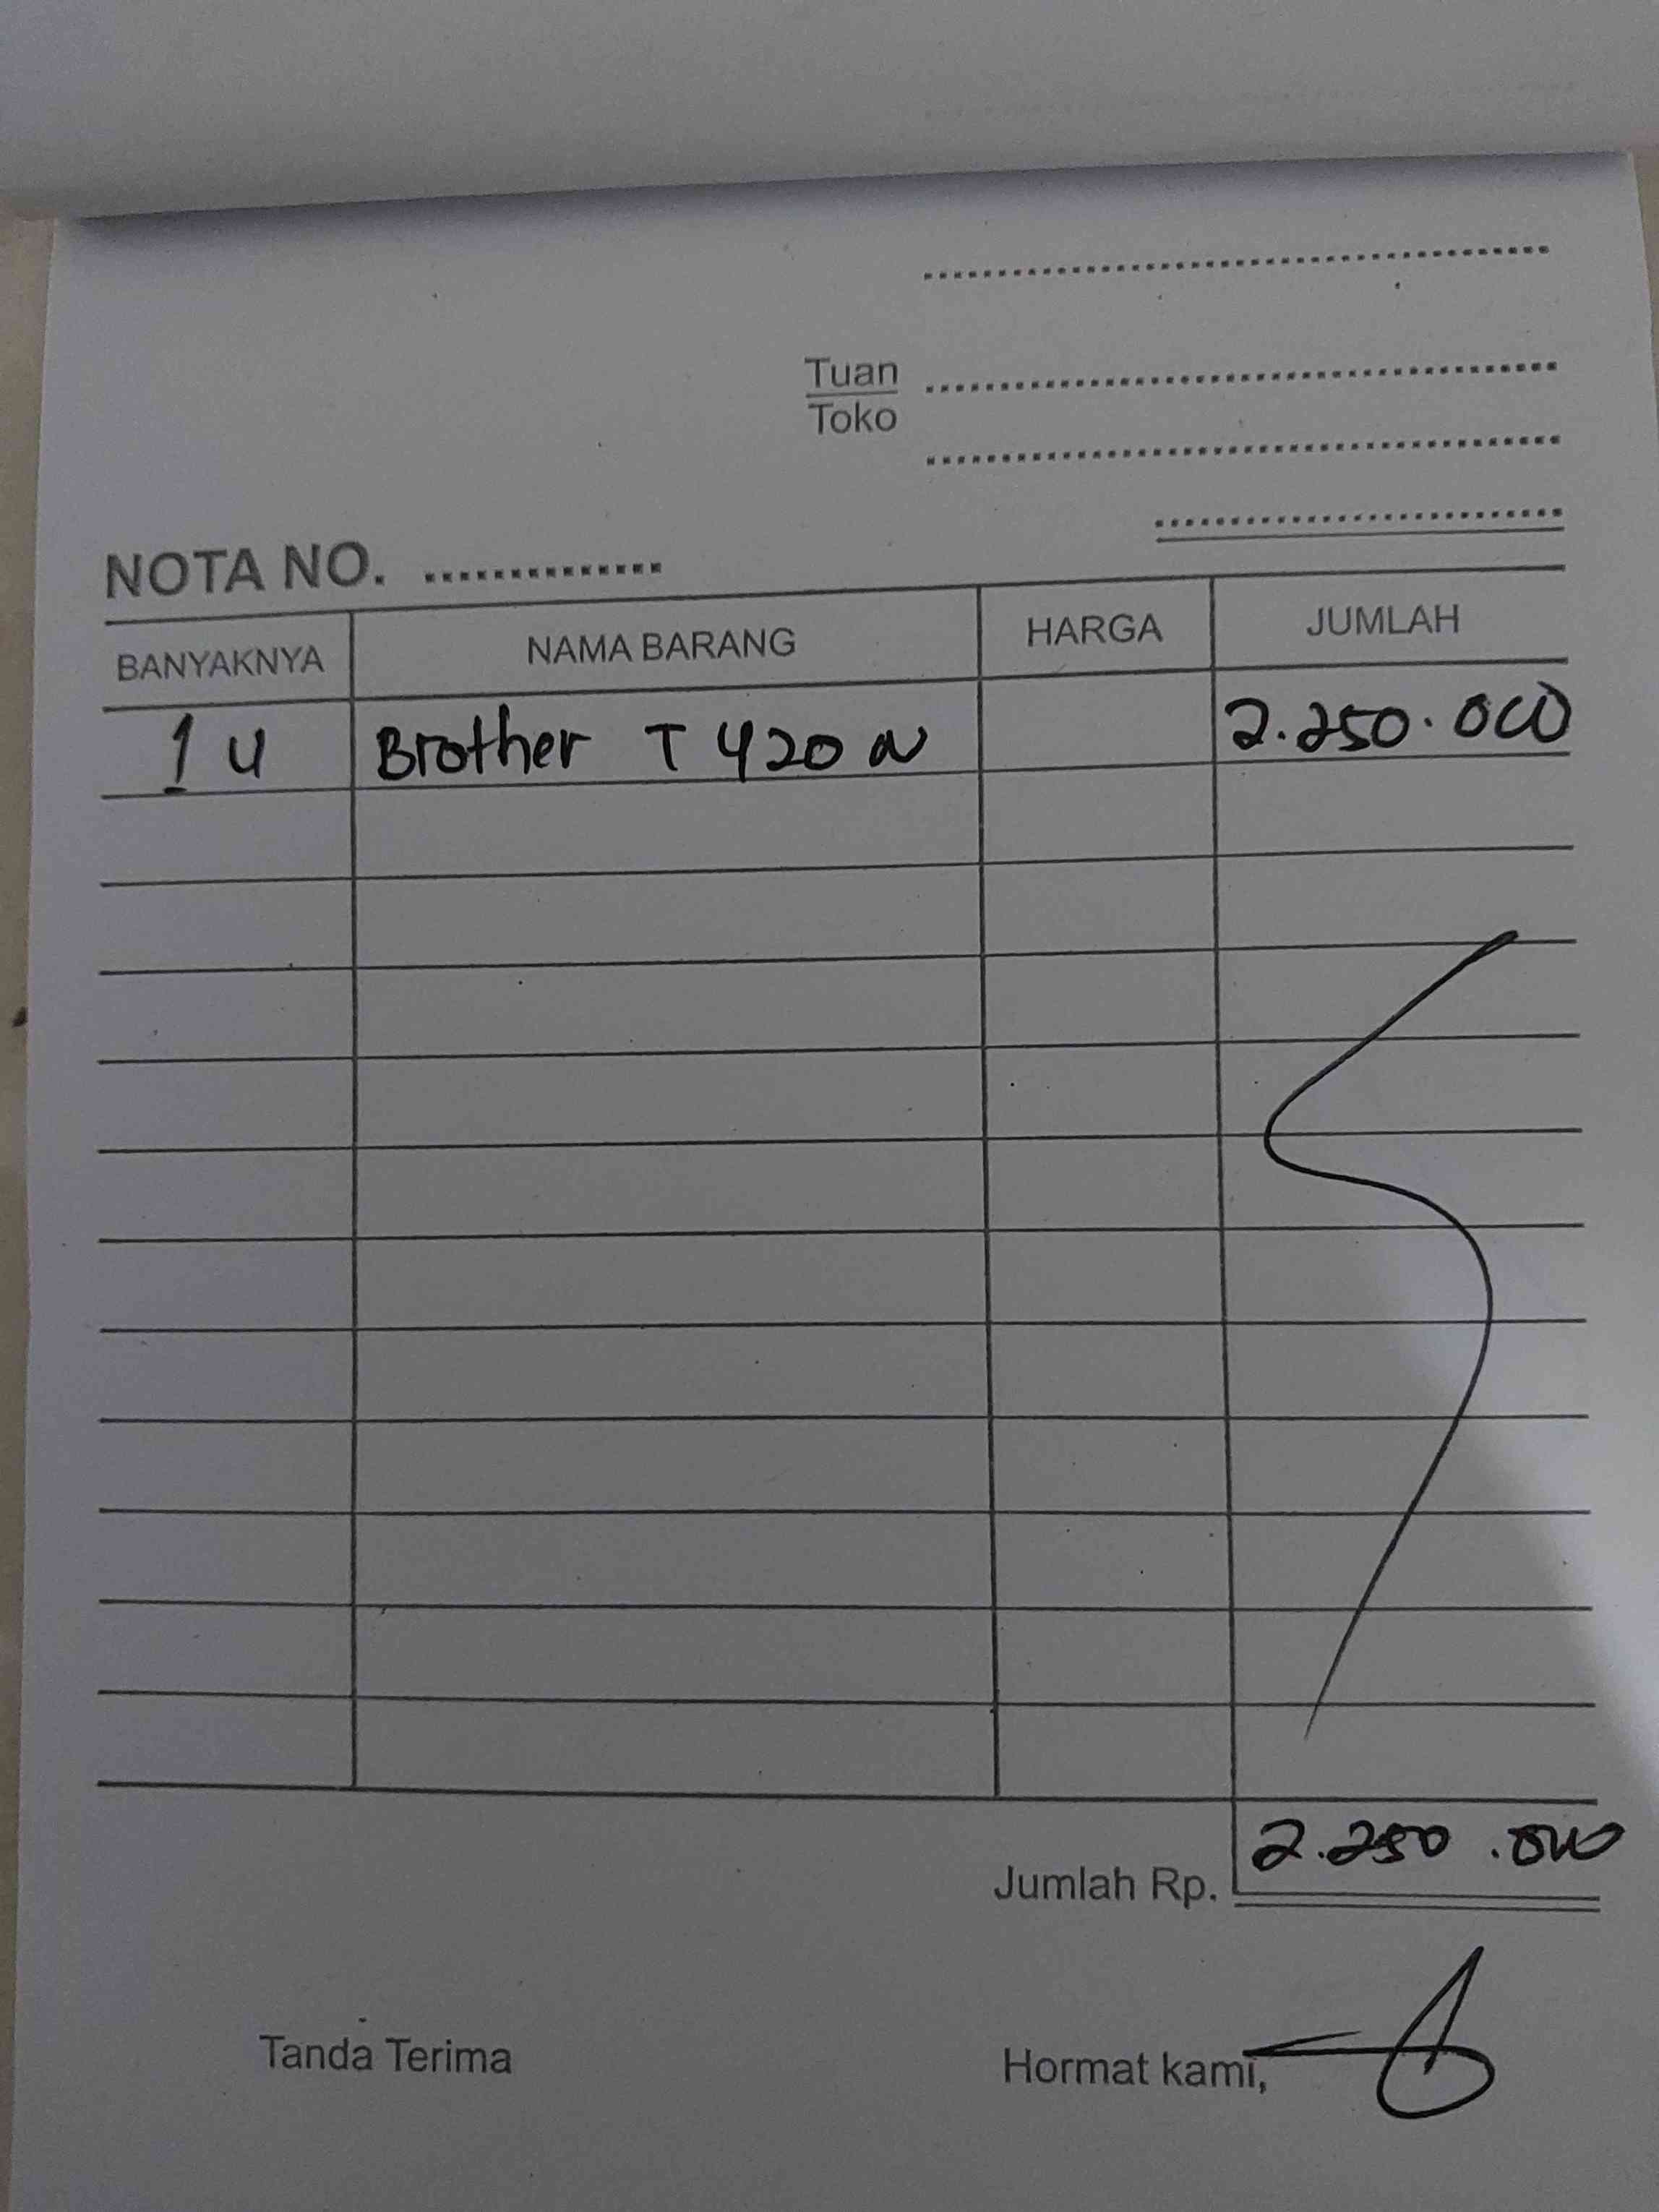 Tuan
Toko
NOTA NO. ..............
BANYAKNYA NAMA BARANG HARGA JUMLAH
1 U Brother T 420 W 2.250.000
Jumlah Rp. 2.250.000
Tanda Terima Hormat kami,